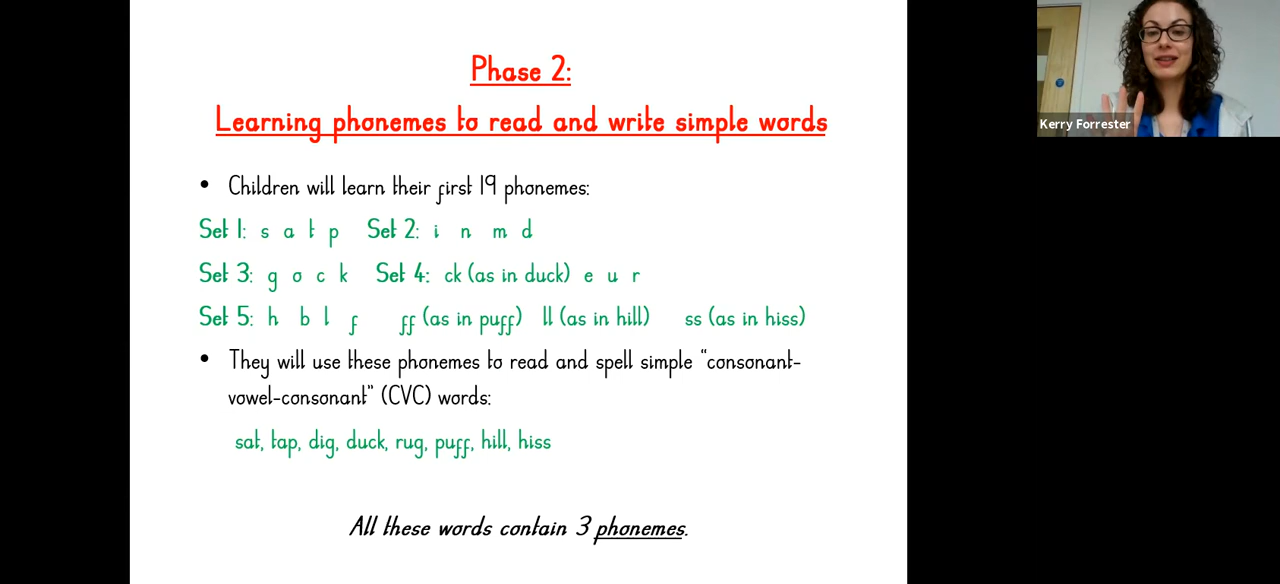 Phase 2:
Learning phonemes to read and write simple words
• Children will learn their first 19 phonemes:
Set 1: s a t p Set 2: i n m d
Set 3: g o c k Set 4: ck (as in duck) e u r
Set 5: h b l f ff (as in puff) ll (as in hill) ss (as in hiss)
• They will use these phonemes to read and spell simple "consonant-
vowel-consonant" (CVC) words:
sat, tap, dig, duck, rug, puff, hill, hiss
All these words contain 3 phonemes.
Kerry Forrester